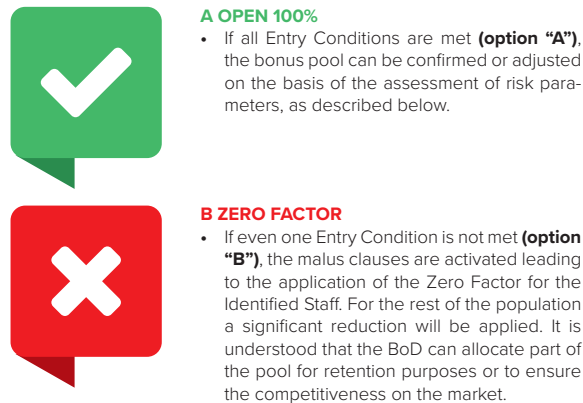 A OPEN 100%
• If all Entry Conditions are met (option “A”),
the bonus pool can be confirmed or adjusted
on the basis of the assessment of risk para-
meters, as described below.
B ZERO FACTOR
• If even one Entry Condition is not met (option
“B”), the malus clauses are activated leading
to the application of the Zero Factor for the
Identified Staff. For the rest of the population
a significant reduction will be applied. It is
understood that the BoD can allocate part of
the pool for retention purposes or to ensure
the competitiveness on the market.